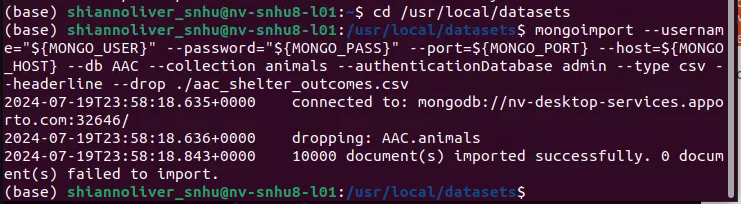 (base) shiannoliver_snhu@nv-snhu8-l01:~$ cd /usr/local/datasets
(base) shiannoliver_snhu@nv-snhu8-l01:/usr/local/datasets$ mongoimport --usernam
e="${MONGO_USER}" --password="${MONGO_PASS}" --port=${MONGO_PORT} --host=${MONGO
_HOST} --db AAC --collection animals --authenticationDatabase admin --type csv -
-headerline --drop ./aac_shelter_outcomes.csv
2024-07-19T23:58:18.635+0000    connected to: mongodb://nv-desktop-services.appo
rto.com:32646/
2024-07-19T23:58:18.636+0000    dropping: AAC.animals
2024-07-19T23:58:18.843+0000    10000 document(s) imported successfully. 0 docum
ent(s) failed to import.
(base) shiannoliver_snhu@nv-snhu8-l01:/usr/local/datasets$